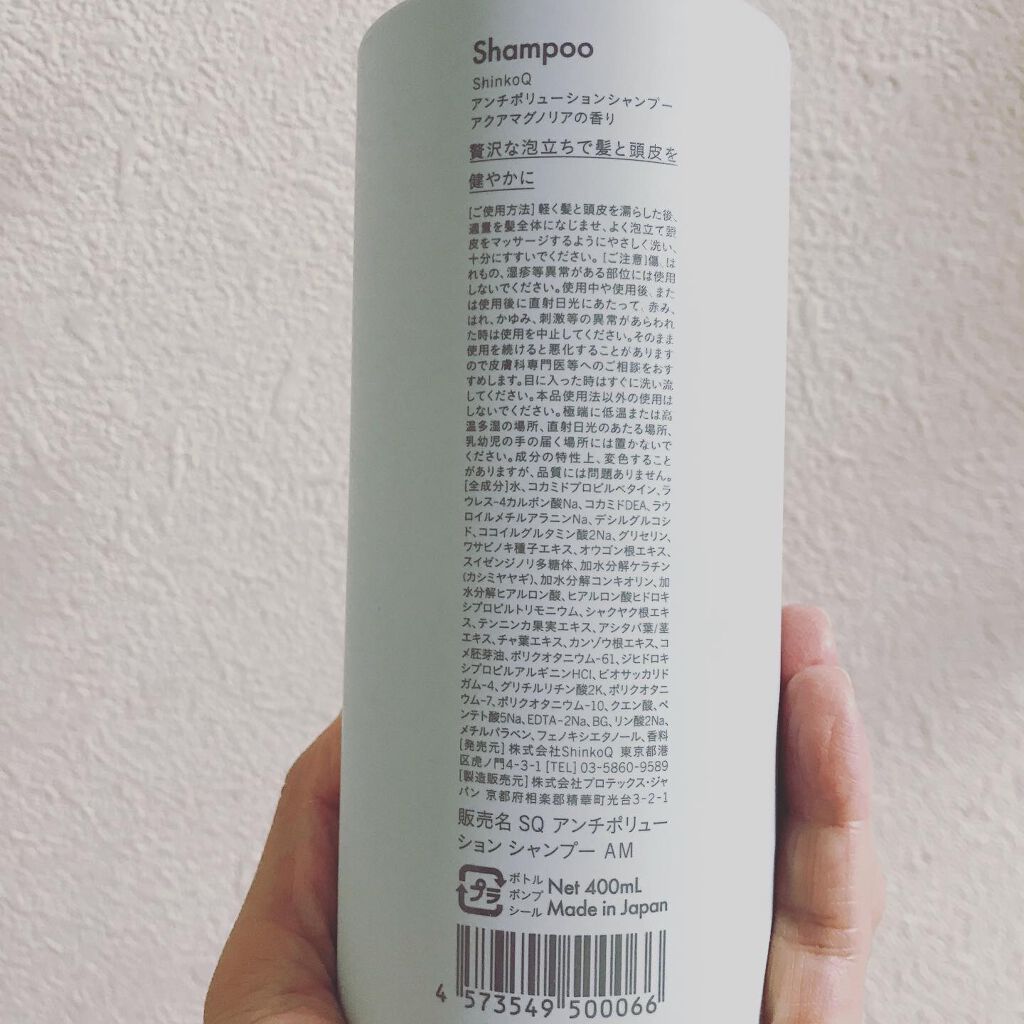 Shampoo
ShinkoQ
アンチポリューションシャンプー
アクアマグノリアの香り
贅沢な泡立ちで髪と頭皮を
健やかに
[ご使用方法] 軽く髪と頭皮を濡らした後、
適量を髪全体になじませ、よく泡立て頭
皮をマッサージするようにやさしく洗い、
十分にすすいでください。[ご注意]傷、は
れもの、湿疹等異常がある部位には使用
しないでください。使用中や使用後、また
は使用後に直射日光にあたって、赤み、
はれ、かゆみ、刺激等の異常があらわれ
た時は使用を中止してください。そのまま
使用を続けると悪化することがあります
ので皮膚科専門医等へのご相談をおす
すめします。目に入った時はすぐに洗い流
してください。本品使用法以外の使用は
しないでください。極端に低温または高
温多湿の場所、直射日光のあたる場所、
乳幼児の手の届く場所には置かないで
ください。成分の特性上、変色すること
がありますが、品質には問題ありません。
[全成分]水、コカミドプロピルベタイン、ラ
ウレス-4カルボン酸Na、コカミドDEA、ラウ
ロイルメチルアラニンNa、デシルグルコシ
ド、ココイルグルタミン酸2Na、グリセリン、
ワサビノキ種子エキス、オウゴン根エキス、
スイゼンジノリ多糖体、加水分解ケラチン
(カシミヤヤギ)、加水分解コンキオリン、加
水分解ヒアルロン酸、ヒアルロン酸ヒドロキ
シプロピルトリモニウム、シャクヤク根エキ
ス、テンニンカ果実エキス、アシタバ葉/茎
エキス、チャ葉エキス、カンゾウ根エキス、コ
メ胚芽油、ポリクオタニウム-61、ジヒドロキ
シプロピルアルギニンHCl、ビオサッカリド
ガム-4、グリチルリチン酸2K、ポリクオタニ
ウム-7、ポリクオタニウム-10、クエン酸、ペ
ンテト酸5Na、EDTA-2Na、BG、リン酸2Na、
メチルパラベン、フェノキシエタノール、香料
[発売元] 株式会社ShinkoQ 東京都港
区虎ノ門4-3-1 [TEL] 03-5860-9589
[製造販売元] 株式会社プロテックス・ジャ
パン 京都府相楽郡精華町光台3-2-1
販売名 SQ アンチポリュー
ション シャンプー AM
プラ
ボトル
ポンプ
シール
Net 400mL
Made in Japan
4 573549 500066